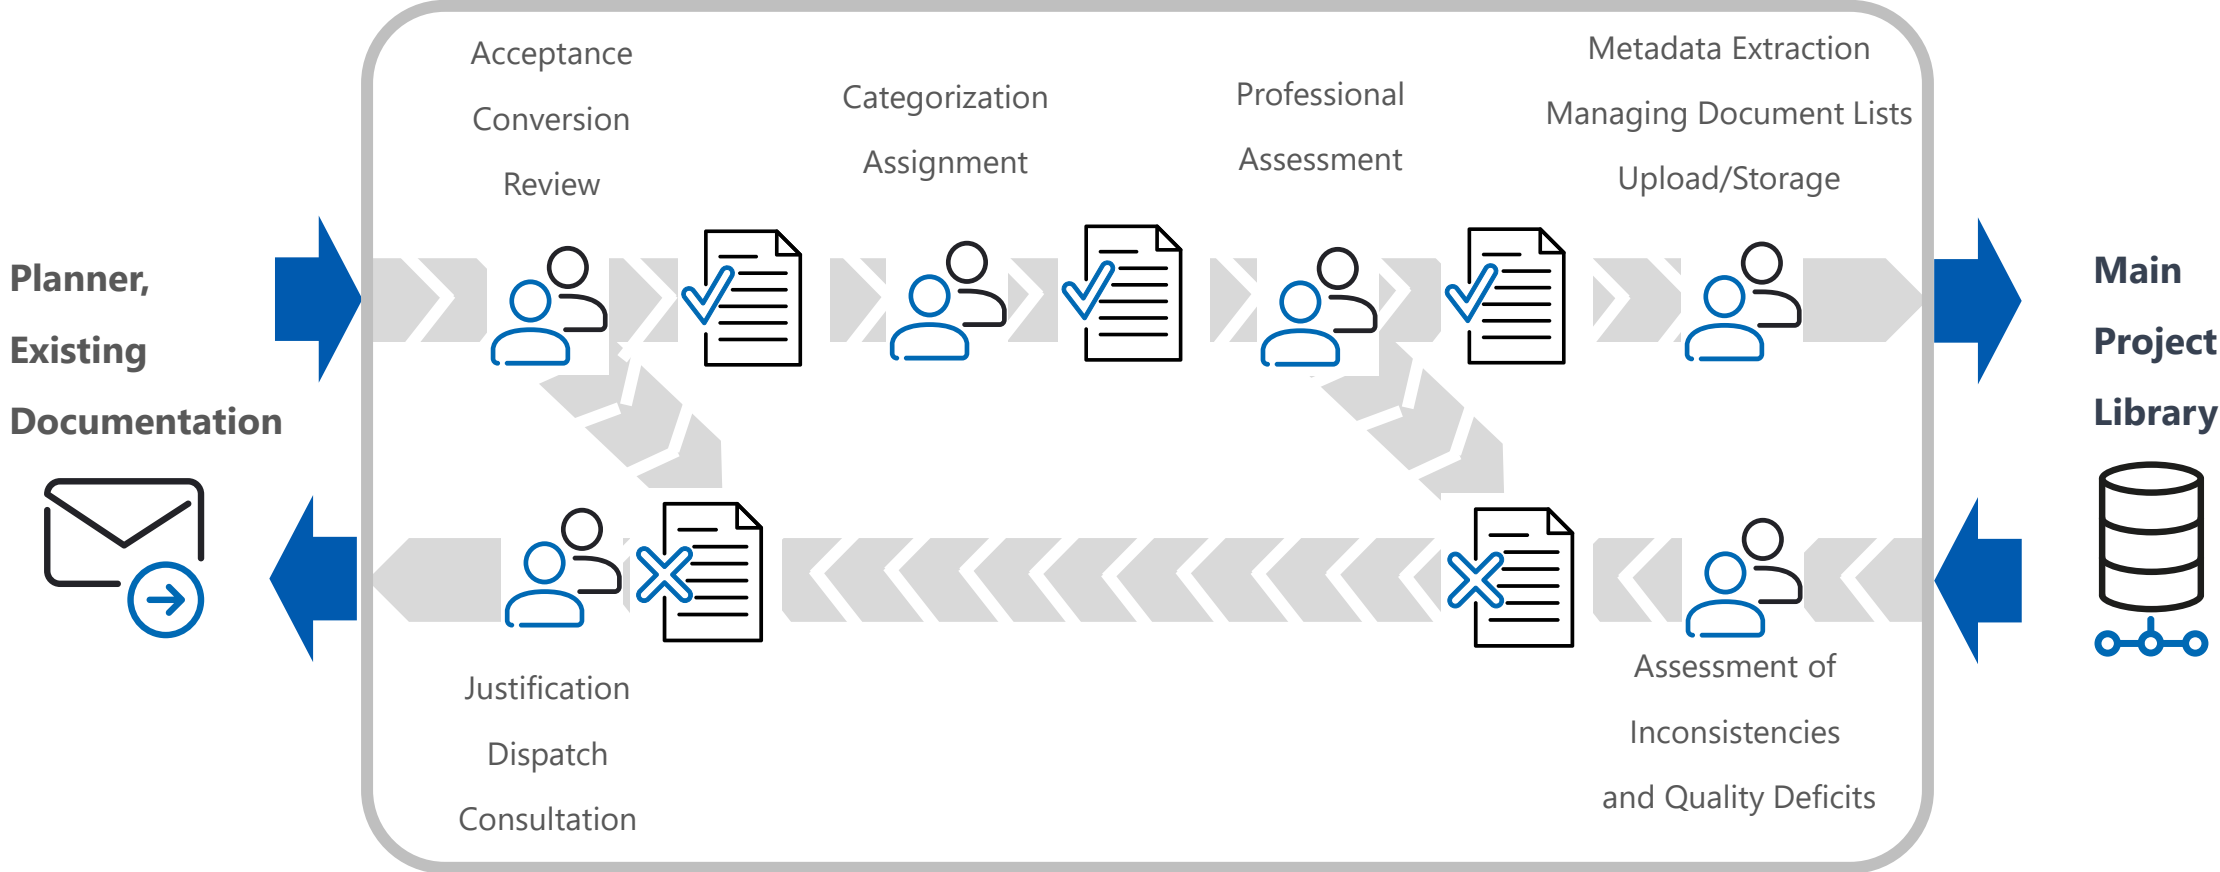 Acceptance
Conversion
Review
Categorization
Assignment
Professional
Assessment
Metadata Extraction
Managing Document Lists
Upload/Storage
Planner,
Existing
Documentation
Main
Project
Library
Justification
Dispatch
Consultation
Assessment of
Inconsistencies
and Quality Deficits